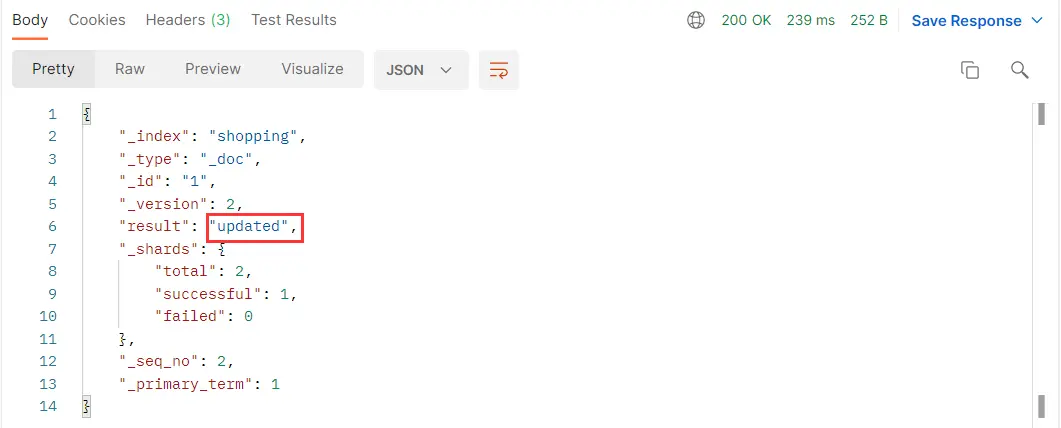 Body Cookies Headers (3) Test Results 200 OK 239 ms 252 B Save Response
Pretty Raw Preview Visualize JSON
1 {
2 "_index": "shopping",
3 "_type": "_doc",
4 "_id": "1",
5 "_version": 2,
6 "result": "updated",
7 "_shards": {
8 "total": 2,
9 "successful": 1,
10 "failed": 0
11 },
12 "_seq_no": 2,
13 "_primary_term": 1
14 }